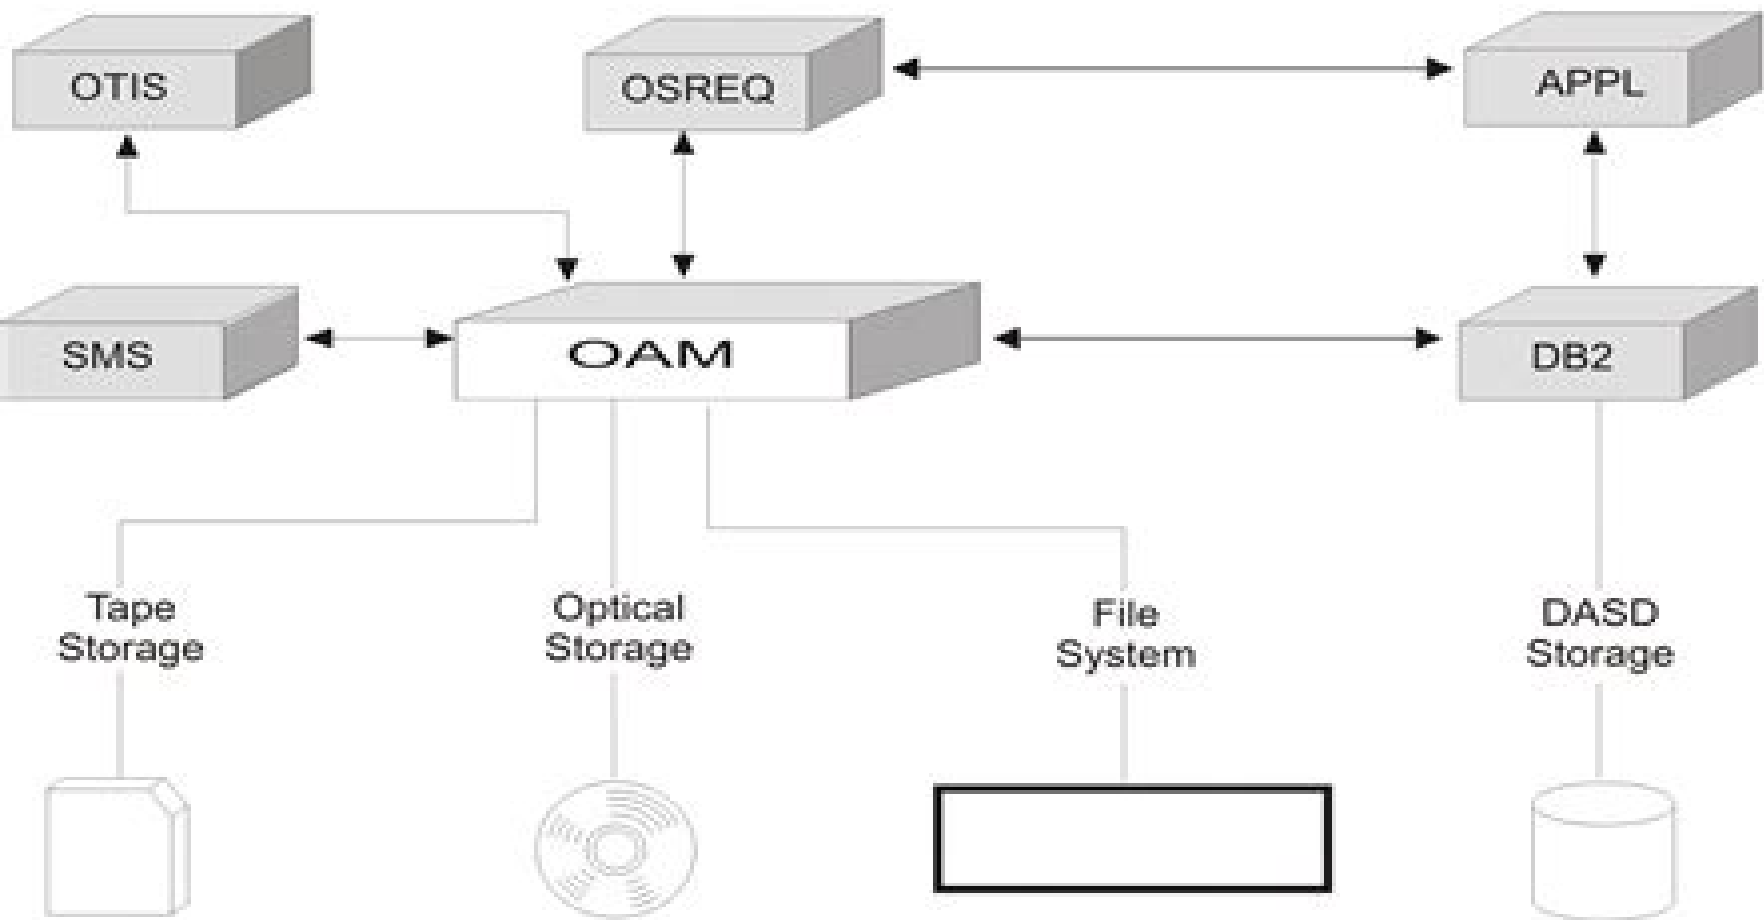 OTIS
OSREQ
APPL
SMS
OAM
DB2
Tape
Storage
Optical
Storage
File
System
DASD
Storage